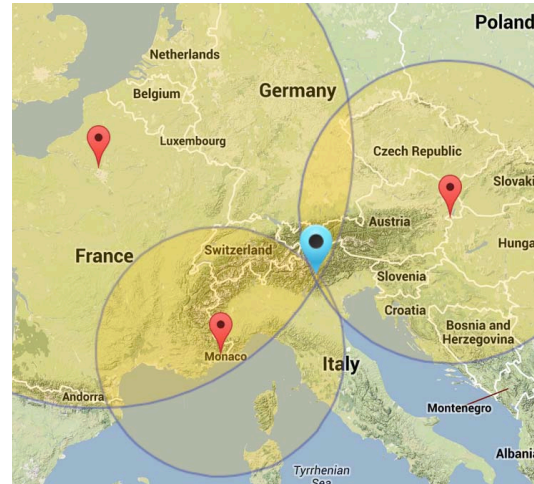 Poland
Netherlands
Germany
Belgium
Luxembourg
Czech Republic
Slovaki
Austria
France
Switzerland
Hunga
Slovenia
Croatia
Bosnia and
Herzegovina
Monaco
Italy
Andorra
Montenegro
Albani
Tyrrhenian
Sea